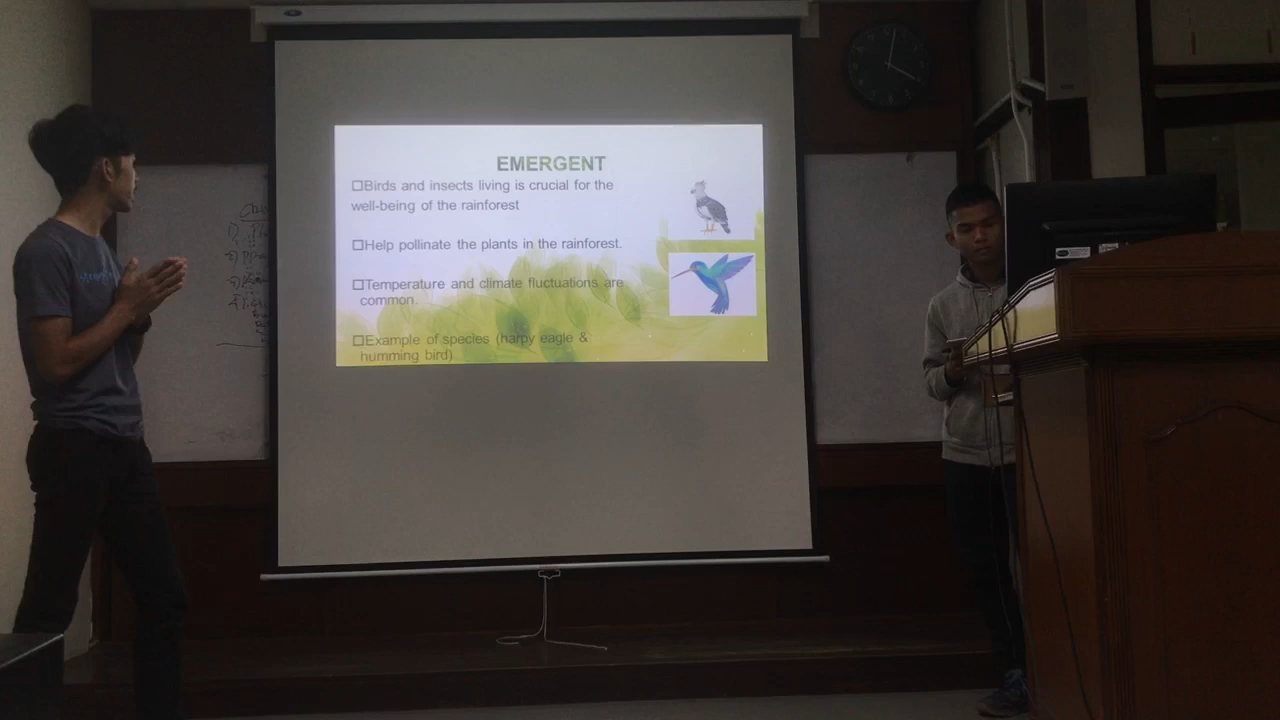 EMERGENT
☐Birds and insects living is crucial for the
well-being of the rainforest
☐Help pollinate the plants in the rainforest.
☐Temperature and climate fluctuations are
common.
☐Example of species (harpy eagle &
humming bird)